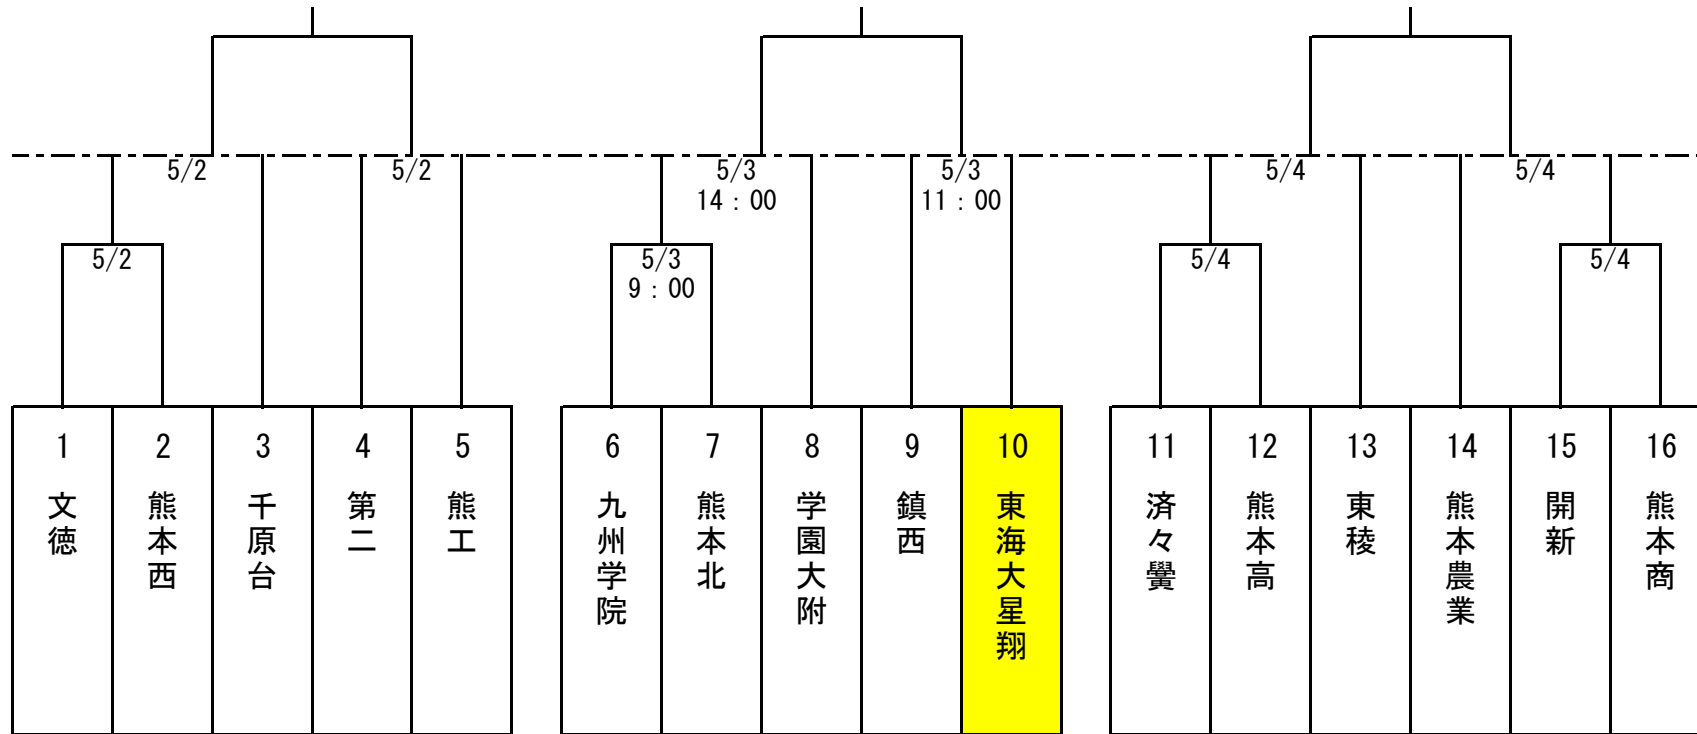 5/2
5/2
5/3
14：00
5/3
11：00
5/4
5/4
5/2
5/3
9：00
5/4
5/4
1
文徳
2
熊本西
3
千原台
4
第二
5
熊工
6
九州学院
7
熊本北
8
学園大附
9
鎮西
10
東海大星翔
11
済々黌
12
熊本高
13
東稜
14
熊本農業
15
開新
16
熊本商